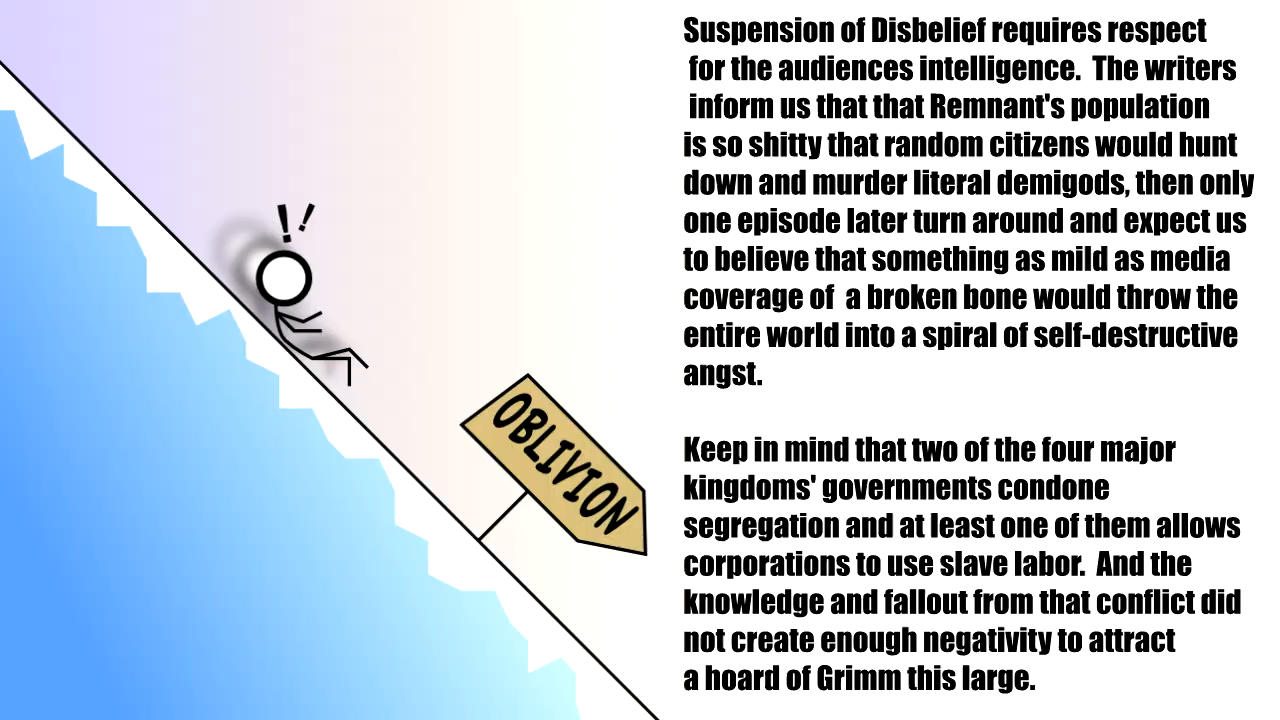 !!
OBLIVION
Suspension of Disbelief requires respect
for the audiences intelligence. The writers
inform us that that Remnant's population
is so shitty that random citizens would hunt
down and murder literal demigods, then only
one episode later turn around and expect us
to believe that something as mild as media
coverage of a broken bone would throw the
entire world into a spiral of self-destructive
angst.
Keep in mind that two of the four major
kingdoms' governments condone
segregation and at least one of them allows
corporations to use slave labor. And the
knowledge and fallout from that conflict did
not create enough negativity to attract
a hoard of Grimm this large.